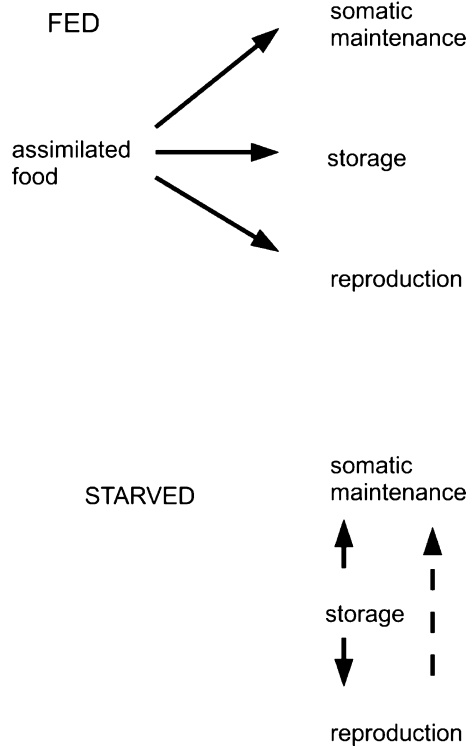 FED
somatic
maintenance
assimilated
food
storage
reproduction
somatic
maintenance
STARVED
storage
reproduction